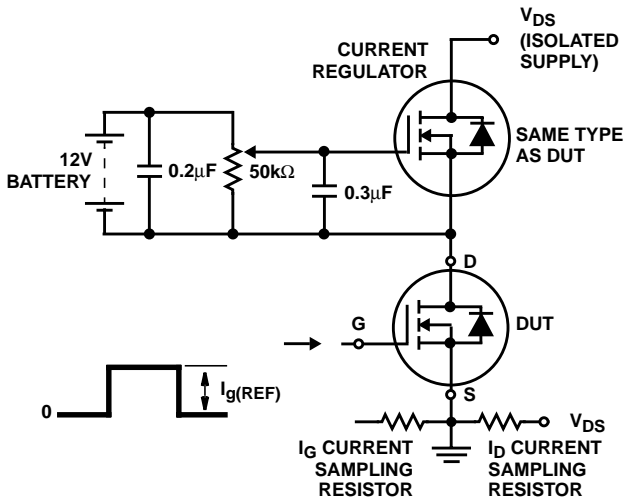 V_DS
(ISOLATED
SUPPLY)
CURRENT
REGULATOR
SAME TYPE
AS DUT
12V
BATTERY
0.2μF
50kΩ
0.3μF
D
G
DUT
S
I_g(REF)
0
V_DS
I_G CURRENT
SAMPLING
RESISTOR
I_D CURRENT
SAMPLING
RESISTOR